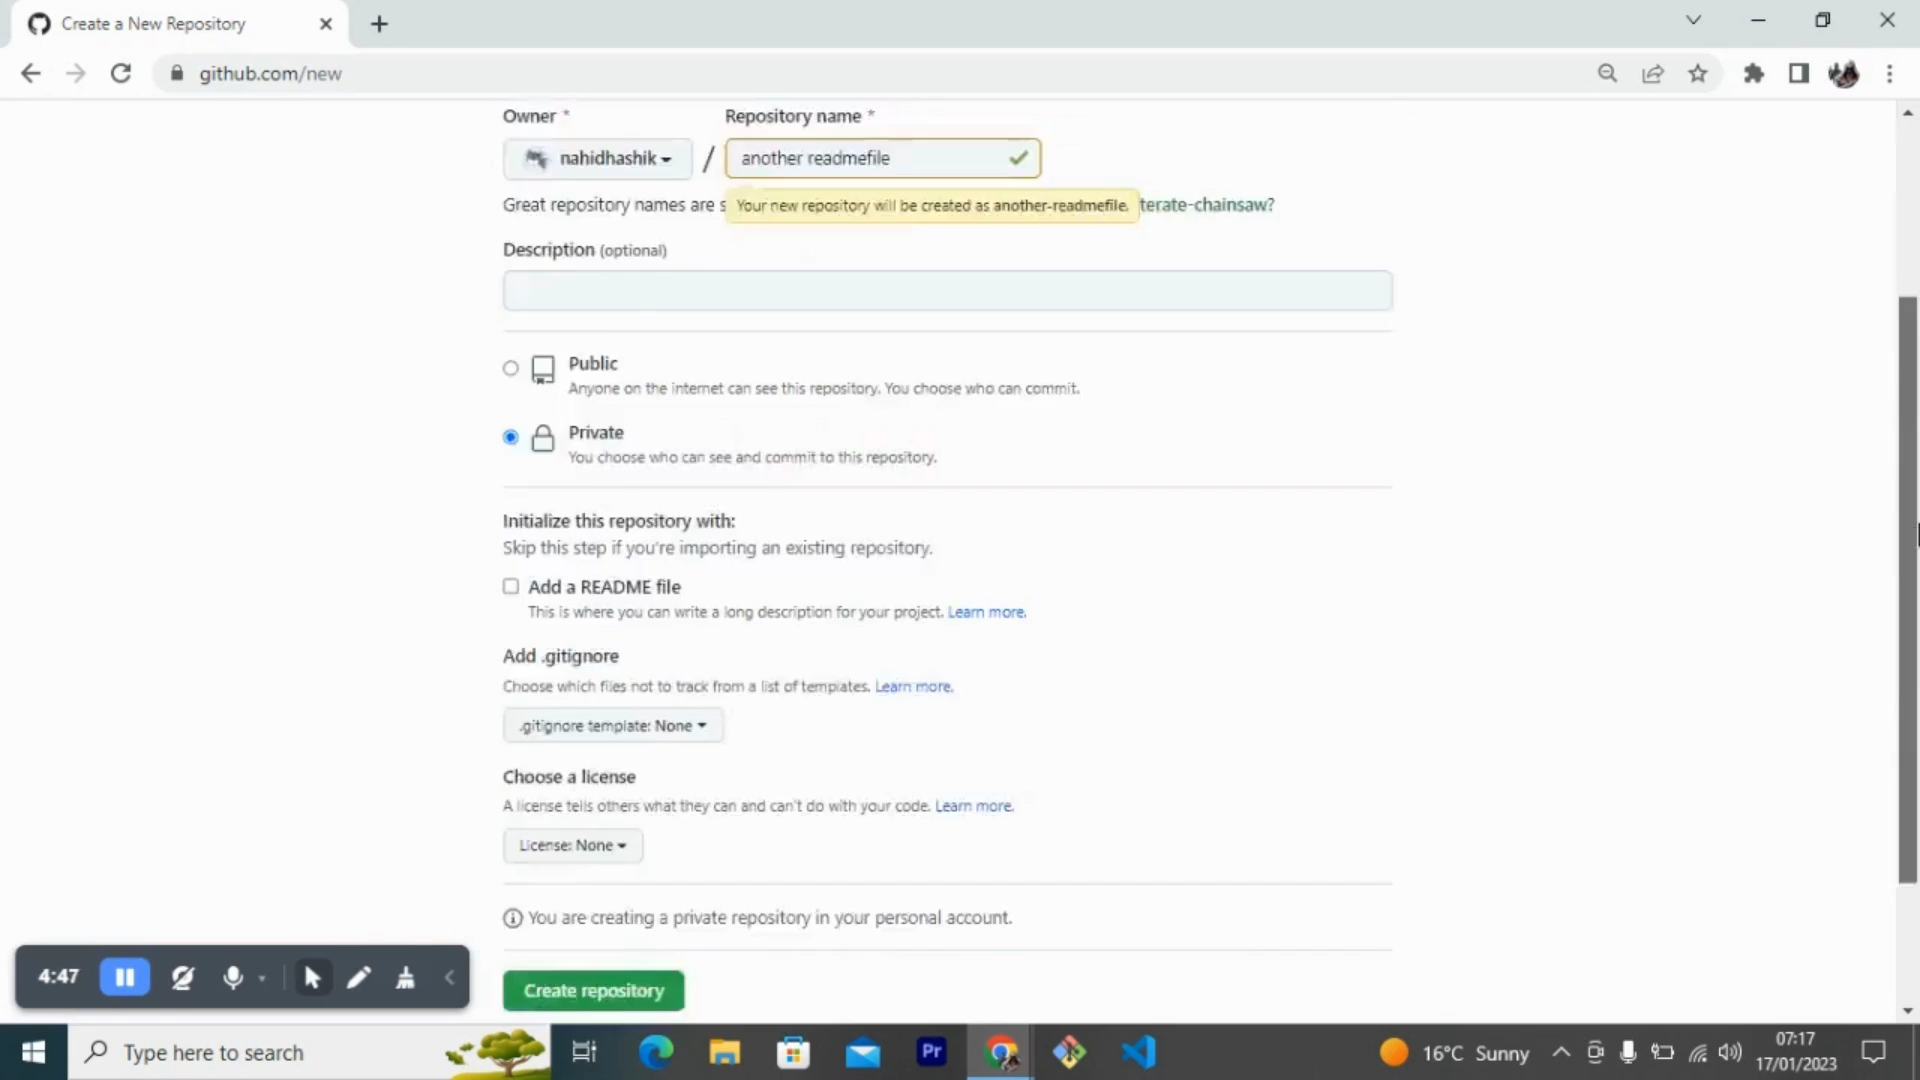 Create a New Repository
github.com/new
Owner *
Repository name *
nahidhashik / another readmefile
Great repository names are s
Your new repository will be created as another-readmefile.
terate-chainsaw?
Description (optional)
Public
Anyone on the internet can see this repository. You choose who can commit.
Private
You choose who can see and commit to this repository.
Initialize this repository with:
Skip this step if you're importing an existing repository.
Add a README file
This is where you can write a long description for your project. Learn more.
Add .gitignore
Choose which files not to track from a list of templates. Learn more.
.gitignore template: None
Choose a license
A license tells others what they can and can't do with your code. Learn more.
License: None
You are creating a private repository in your personal account.
4:47
Create repository
Type here to search
Pr
16°C Sunny
07:17
17/01/2023